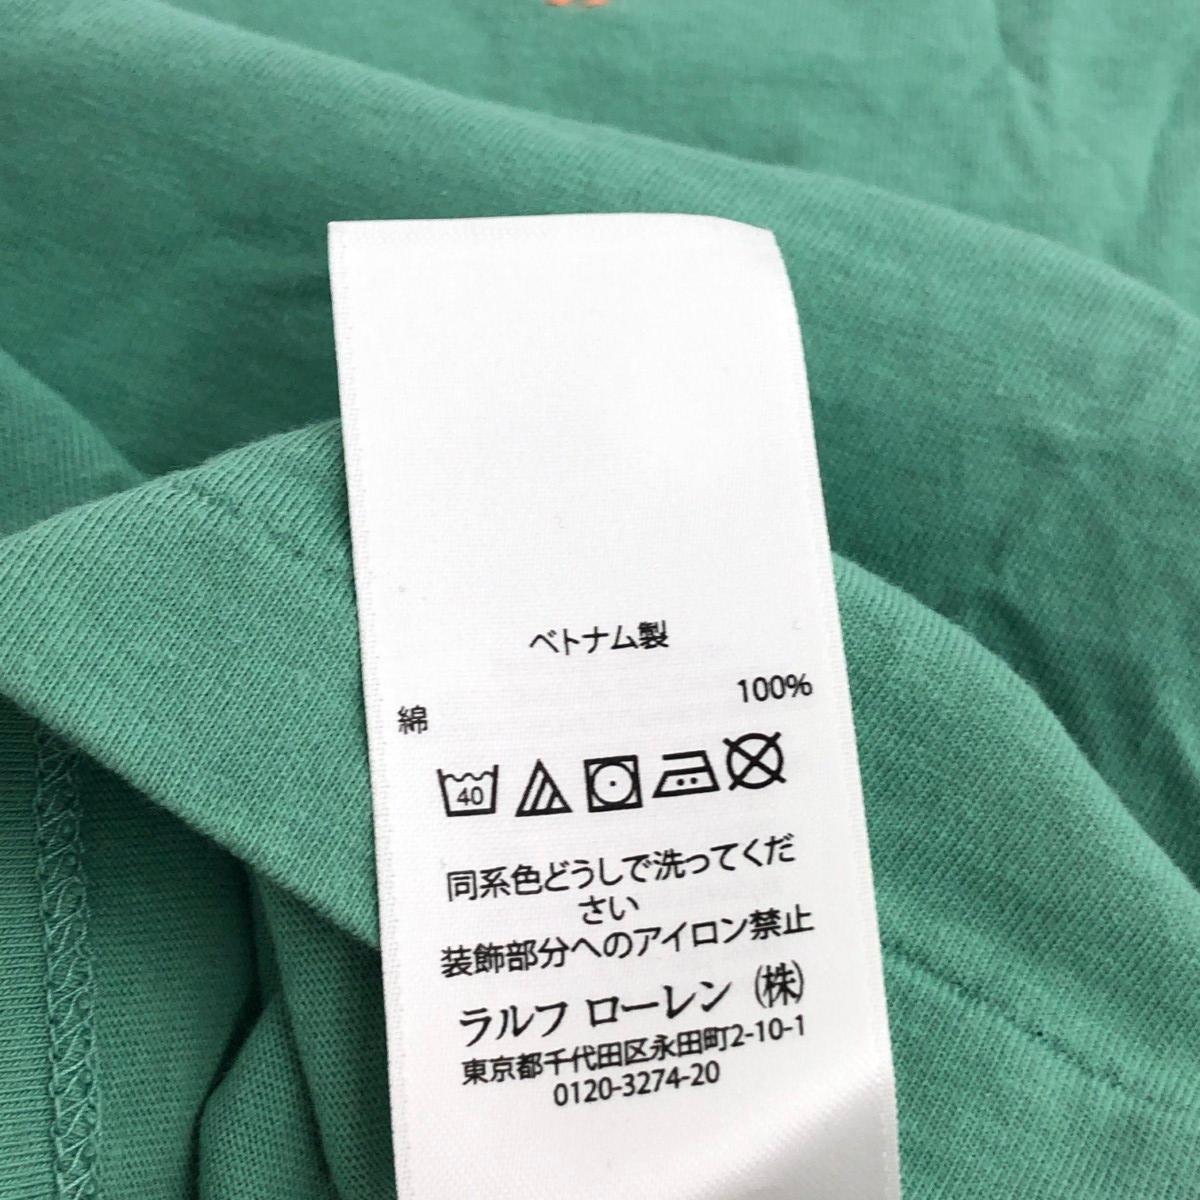 ベトナム製
綿 100%
40
同系色どうしで洗ってくだ
さい
装飾部分へのアイロン禁止
ラルフ ローレン (株)
東京都千代田区永田町2-10-1
0120-3274-20